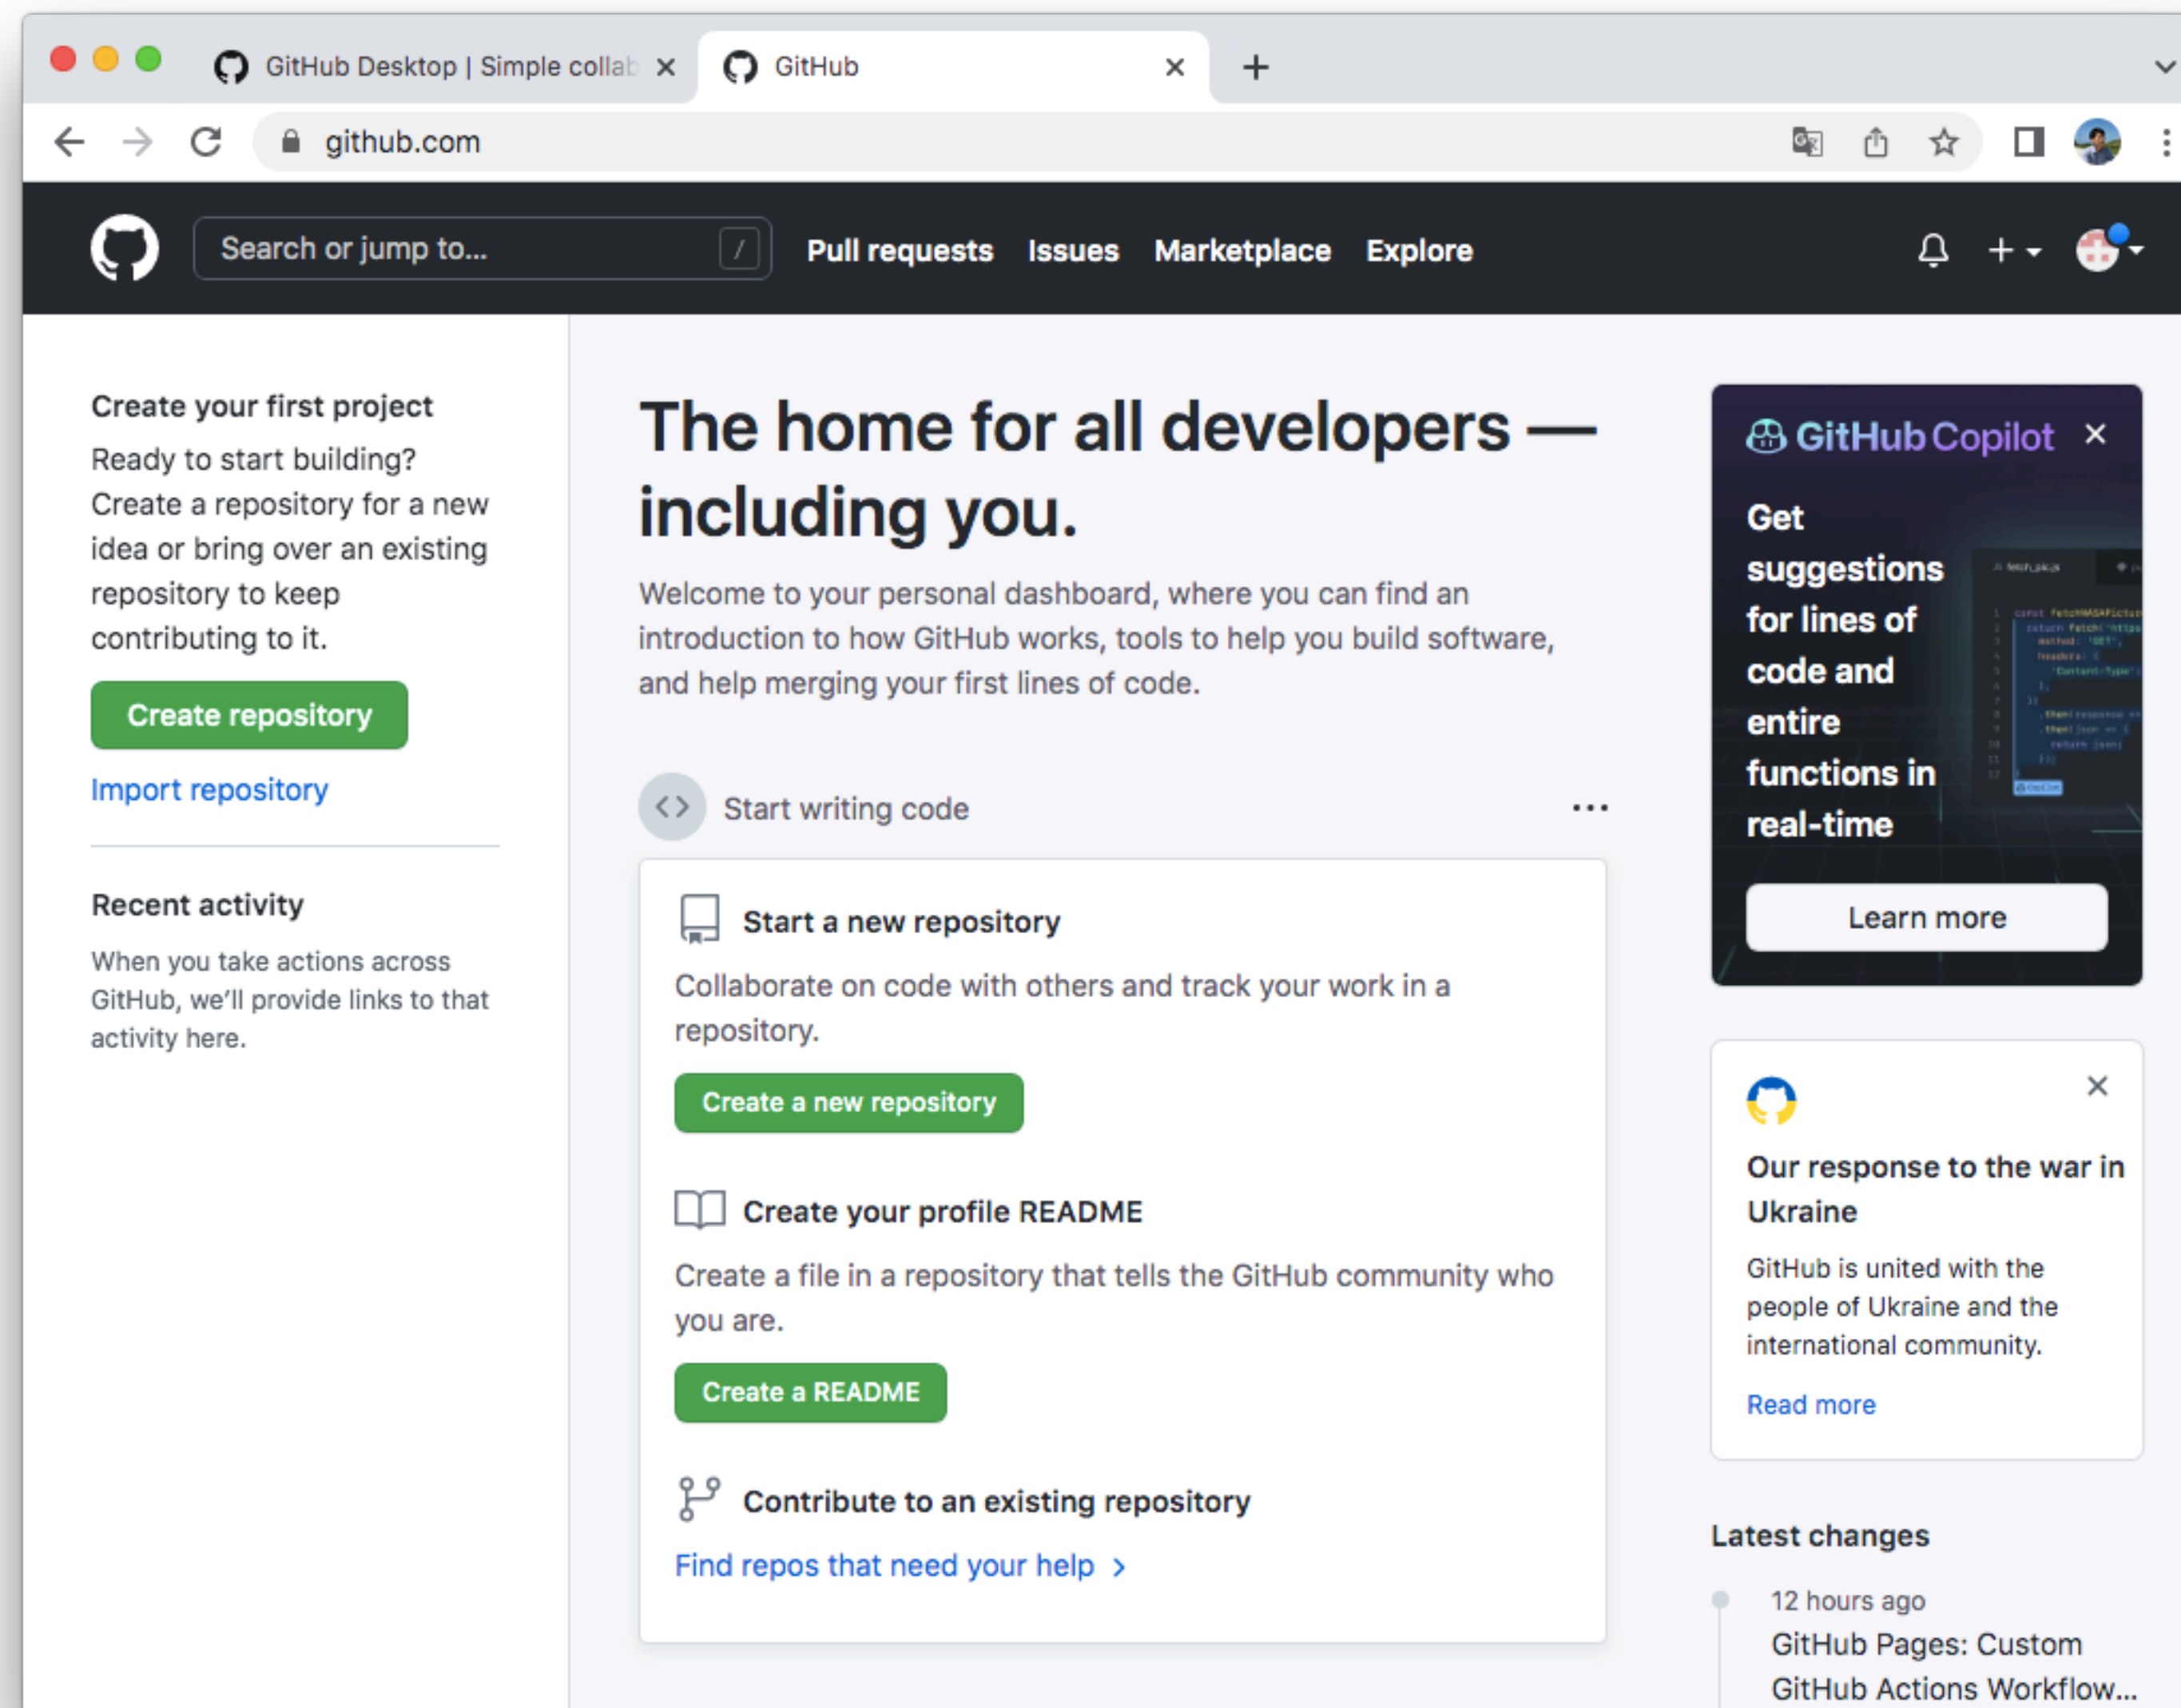 GitHub Desktop | Simple collab
GitHub
github.com
Search or jump to...
/
Pull requests Issues Marketplace Explore
Create your first project
Ready to start building?
Create a repository for a new
idea or bring over an existing
repository to keep
contributing to it.
Create repository
Import repository
Recent activity
When you take actions across
GitHub, we'll provide links to that
activity here.
The home for all developers —
including you.
Welcome to your personal dashboard, where you can find an
introduction to how GitHub works, tools to help you build software,
and help merging your first lines of code.
Start writing code
Start a new repository
Collaborate on code with others and track your work in a
repository.
Create a new repository
Create your profile README
Create a file in a repository that tells the GitHub community who
you are.
Create a README
Contribute to an existing repository
Find repos that need your help
GitHub Copilot
Get
suggestions
for lines of
code and
entire
functions in
real-time
fetch_pic.js
Learn more
Our response to the war in
Ukraine
GitHub is united with the
people of Ukraine and the
international community.
Read more
Latest changes
12 hours ago
GitHub Pages: Custom
GitHub Actions Workflow...